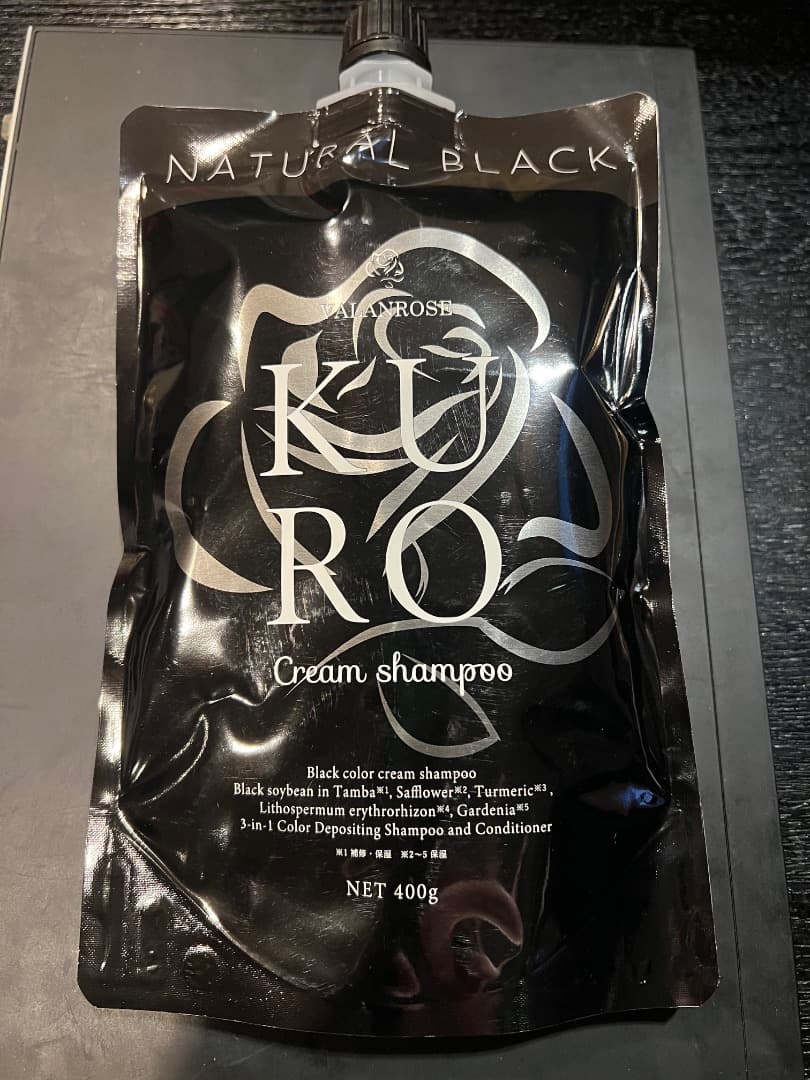 NATURAL BLACK
VALANROSE
KU
RO
Cream shampoo
Black color cream shampoo
Black soybean in Tamba※1, Safflower※2, Turmeric※3,
Lithospermum erythrorhizon※4, Gardenia※5
3-in-1 Color Depositing Shampoo and Conditioner
※1 補修・保湿 ※2〜5 保湿
NET 400g